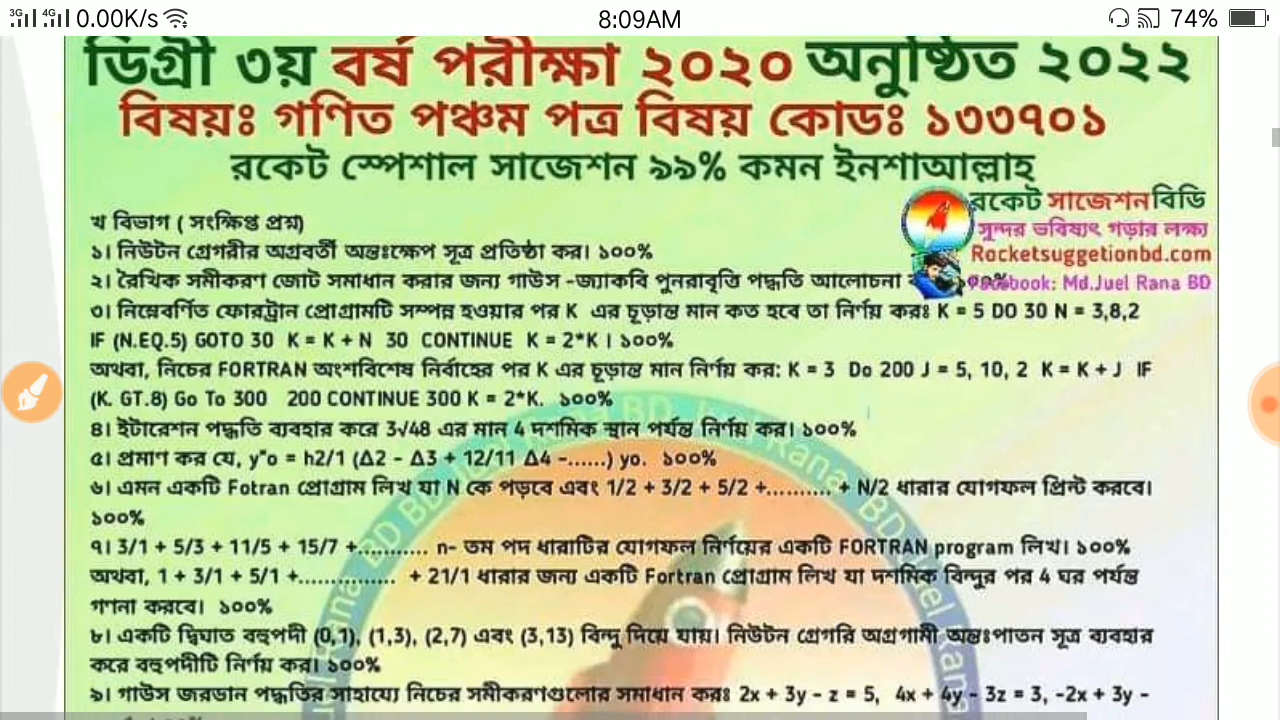 3G 4G 0.00K/s 8:09AM 74%
ডিগ্রী ৩য় বর্ষ পরীক্ষা ২০২০ অনুষ্ঠিত ২০২২
বিষয়ঃ গণিত পঞ্চম পত্র বিষয় কোডঃ ১৩৩৭০১
রকেট স্পেশাল সাজেশন ৯৯% কমন ইনশাআল্লাহ
রকেট সাজেশনবিডি
সুন্দর ভবিষ্যৎ গড়ার লক্ষ্য
Rocketsuggetionbd.com
Facebook: Md.Juel Rana BD
খ বিভাগ ( সংক্ষিপ্ত প্রশ্ন)
১। নিউটন গ্রেগরীর অগ্রবর্তী অন্তঃক্ষেপ সূত্র প্রতিষ্ঠা কর। ১০০%
২। রৈখিক সমীকরণ জোট সমাধান করার জন্য গাউস -জ্যাকবি পুনরাবৃত্তি পদ্ধতি আলোচনা
৩। নিম্নেবর্ণিত ফোরট্রান প্রোগ্রামটি সম্পন্ন হওয়ার পর K এর চূড়ান্ত মান কত হবে তা নির্ণয় করঃ K = 5 DO 30 N = 3,8,2
IF (N.EQ.5) GOTO 30 K = K + N 30 CONTINUE K = 2*K । ১০০%
অথবা, নিচের FORTRAN অংশবিশেষ নির্বাহের পর K এর চূড়ান্ত মান নির্ণয় কর: K = 3 Do 200 J = 5, 10, 2 K = K + J IF
(K. GT.8) Go To 300 200 CONTINUE 300 K = 2*K. ১০০%
৪। ইটারেশন পদ্ধতি ব্যবহার করে 3√48 এর মান 4 দশমিক স্থান পর্যন্ত নির্ণয় কর। ১০০%
৫। প্রমাণ কর যে, y"o = h2/1 (Δ2 - Δ3 + 12/11 Δ4 -......) yo. ১০০%
৬। এমন একটি Fotran প্রোগ্রাম লিখ যা N কে পড়বে এবং 1/2 + 3/2 + 5/2 +.......... + N/2 ধারার যোগফল প্রিন্ট করবে।
১০০%
৭। 3/1 + 5/3 + 11/5 + 15/7 +........... n- তম পদ ধারাটির যোগফল নির্ণয়ের একটি FORTRAN program লিখ। ১০০%
অথবা, 1 + 3/1 + 5/1 +............... + 21/1 ধারার জন্য একটি Fortran প্রোগ্রাম লিখ যা দশমিক বিন্দুর পর 4 ঘর পর্যন্ত
গণনা করবে। ১০০%
৮। একটি দ্বিঘাত বহুপদী (0,1), (1,3), (2,7) এবং (3,13) বিন্দু দিয়ে যায়। নিউটন গ্রেগরি অগ্রগামী অন্তঃপাতন সূত্র ব্যবহার
করে বহুপদীটি নির্ণয় কর। ১০০%
৯। গাউস জরডান পদ্ধতির সাহায্যে নিচের সমীকরণগুলোর সমাধান করঃ 2x + 3y - z = 5, 4x + 4y - 3z = 3, -2x + 3y -